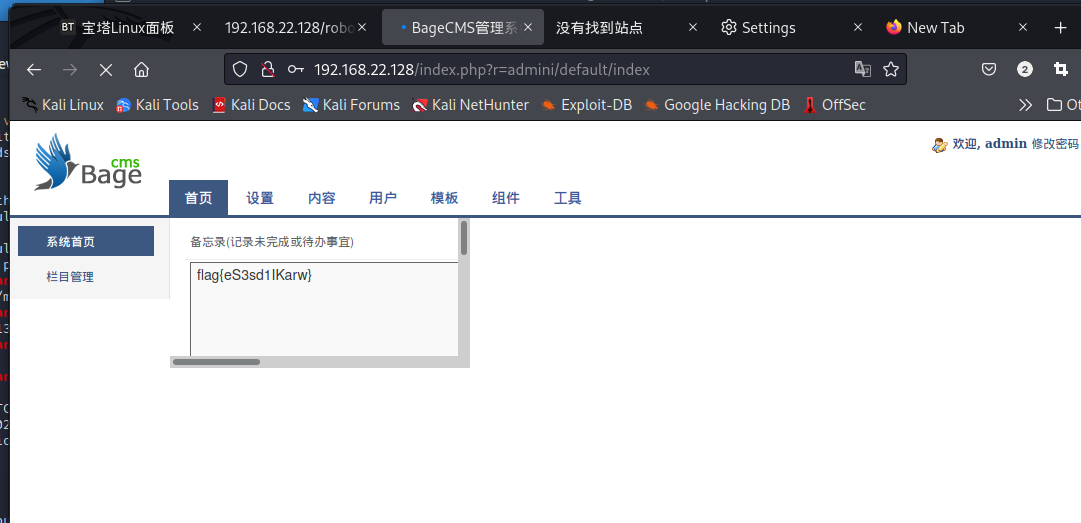 BT 宝塔Linux面板
192.168.22.128/robo
BageCMS管理系
没有找到站点
Settings
New Tab
192.168.22.128/index.php?r=admini/default/index
2
Kali Linux
Kali Tools
Kali Docs
Kali Forums
Kali NetHunter
Exploit-DB
Google Hacking DB
OffSec
Bage cms
欢迎, admin 修改密码
首页 设置 内容 用户 模板 组件 工具
系统首页
栏目管理
备忘录(记录未完成或待办事宜)
flag{eS3sd1IKarw}